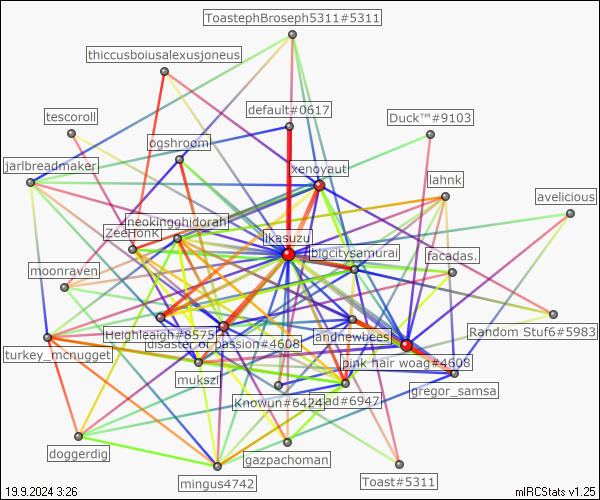 ToastephBroseph5311#5311
thiccusboiusalexusjoneus
default#0617
tescoroll
Duck™#9103
ogshroom
jarlbreadmaker
xenoyaut
lahnk
avelicious
neokingghidorah
ZeeHonk
ikasuzu
bigcitysamurai
facadas.
moonraven
Heighleaigh#8575
andnewbees
Random Stuf6#5983
disaster of passion#4608
turkey_mcnugget
pink hair woag#4608
mukszi
gregor_samsa
Knowun#6424
#6947
doggerdig
gazpachoman
mingus4742
Toast#5311
19.9.2024 3:26
mIRCStats v1.25